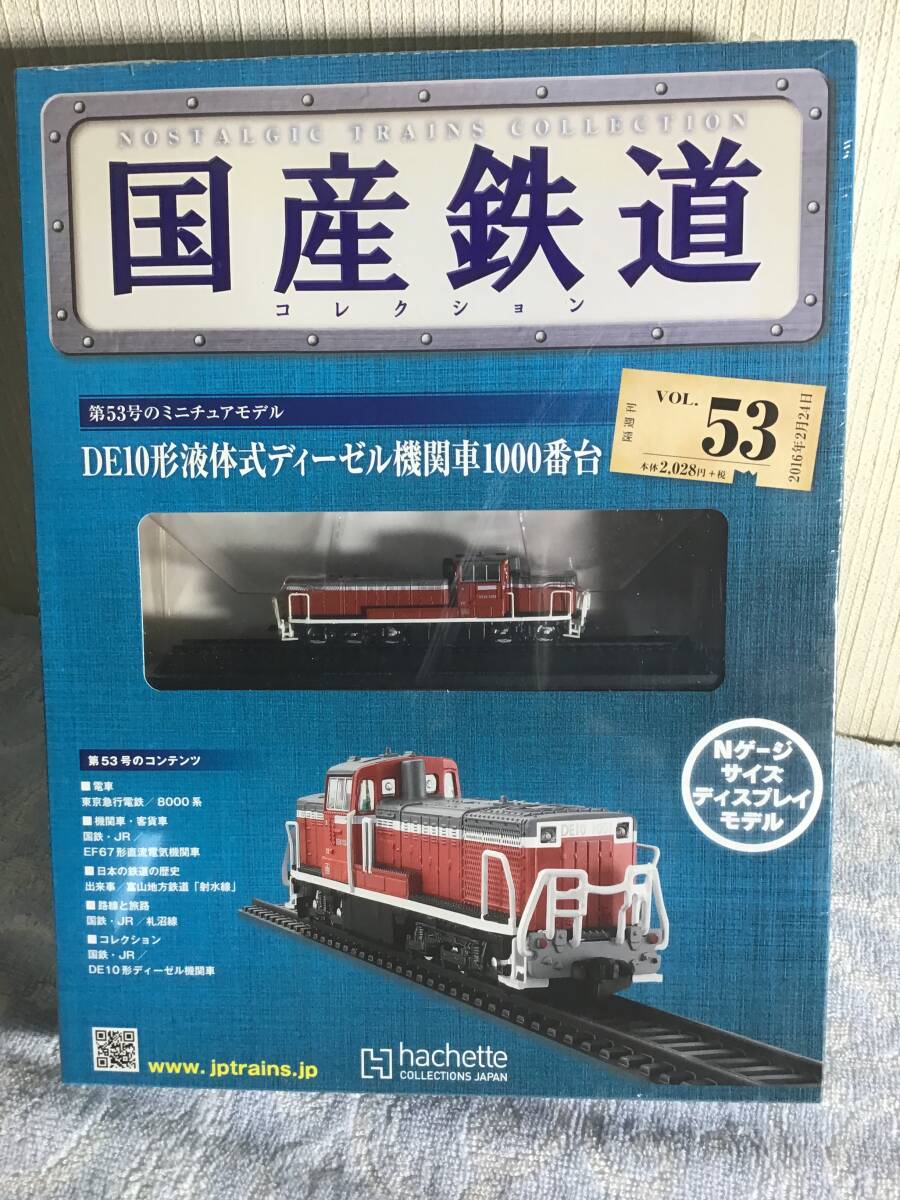 NOSTALGIC TRAINS COLLECTION
国産鉄道
コレクション
第53号のミニチュアモデル
DE10形液体式ディーゼル機関車1000番台
隔週刊
VOL. 53
本体2,028円+税
2016年2月24日
第53号のコンテンツ
■電車
東京急行電鉄/8000系
■機関車・客貨車
国鉄・JR/
EF67形直流電気機関車
■日本の鉄道の歴史
出来事/富山地方鉄道「射水線」
■路線と旅路
国鉄・JR/札沼線
■コレクション
国鉄・JR/
DE10形ディーゼル機関車
Nゲージ
サイズ
ディスプレイ
モデル
DE10
www.jptrains.jp
hachette
COLLECTIONS JAPAN